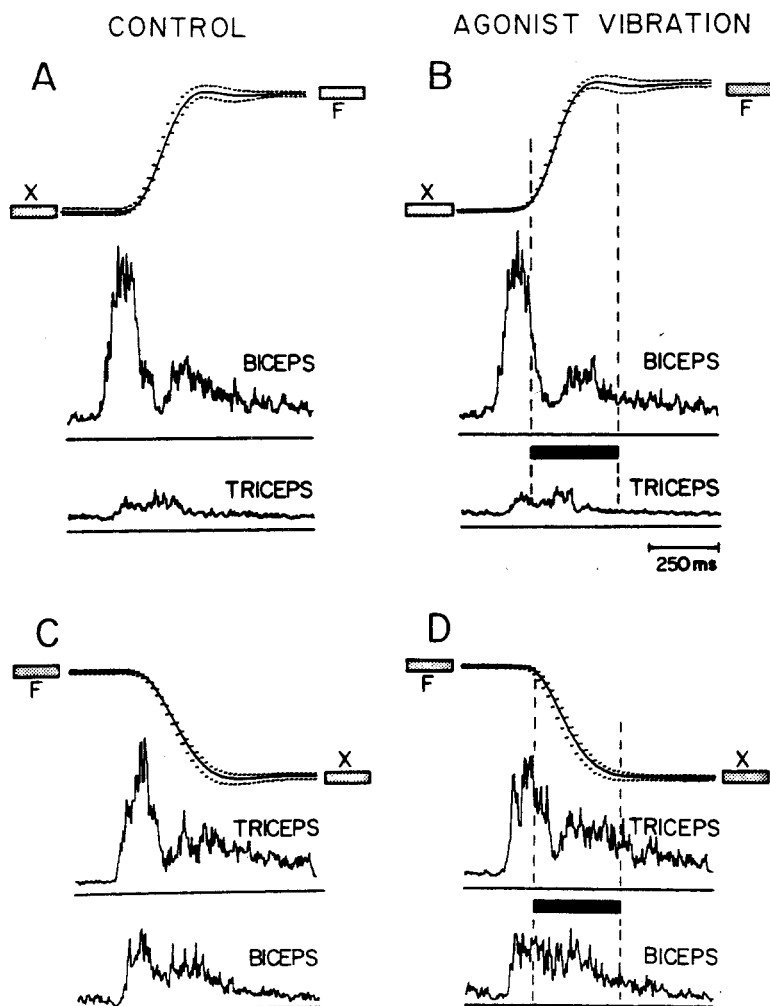 CONTROL
AGONIST VIBRATION
A
F
X
BICEPS
TRICEPS
B
F
X
BICEPS
TRICEPS
250 ms
C
F
X
TRICEPS
BICEPS
D
F
X
TRICEPS
BICEPS